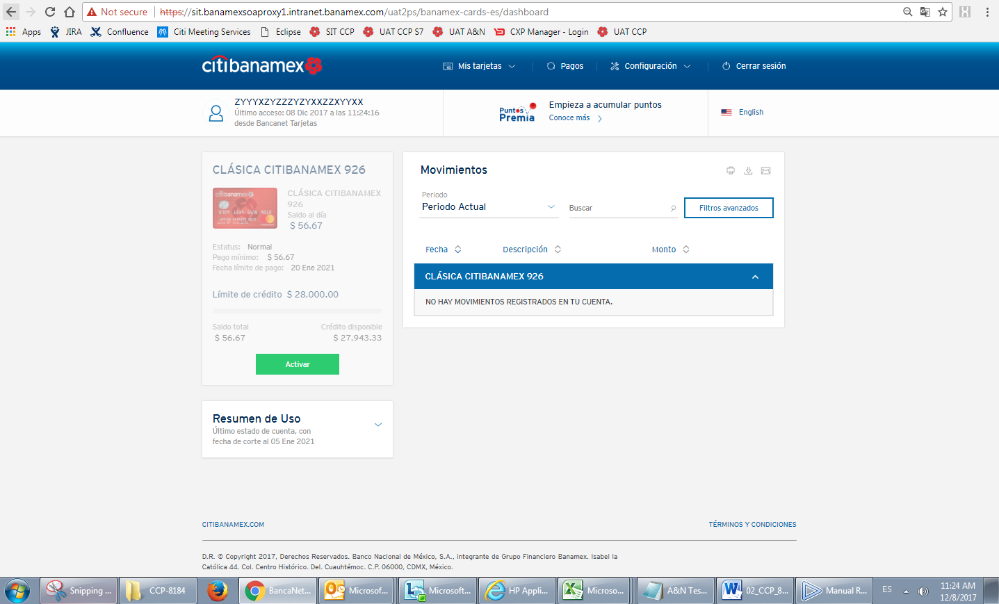 Not secure https://sit.banamexsoaproxy1.intranet.banamex.com/uat2ps/banamex-cards-es/dashboard
Apps JIRA Confluence Citi Meeting Services Eclipse SIT CCP UAT CCP S7 UAT A&N CXP Manager - Login UAT CCP
citibanamex Mis tarjetas Pagos Configuración Cerrar sesión
ZYYYXZYZZZYZYXXZZXYYXX
Último acceso: 08 Dic 2017 a las 11:24:16
desde Bancanet Tarjetas
Puntos
Premia
Empieza a acumular puntos
Conoce más
English
CLÁSICA CITIBANAMEX 926
citibanamex
CLÁSICA CITIBANAMEX
926
Saldo al día
$ 56.67
Estatus: Normal
Pago mínimo: $ 56.67
Fecha límite de pago: 20 Ene 2021
Límite de crédito $ 28,000.00
Saldo total Crédito disponible
$ 56.67 $ 27,943.33
Activar
Resumen de Uso
Último estado de cuenta, con
fecha de corte al 05 Ene 2021
Movimientos
Periodo
Periodo Actual
Buscar
Filtros avanzados
Fecha Descripción Monto
CLÁSICA CITIBANAMEX 926
NO HAY MOVIMIENTOS REGISTRADOS EN TU CUENTA.
CITIBANAMEX.COM TÉRMINOS Y CONDICIONES
D.R. © Copyright 2017, Derechos Reservados. Banco Nacional de México, S.A., integrante de Grupo Financiero Banamex. Isabel la
Católica 44. Col. Centro Histórico. Del. Cuauhtémoc. C.P. 06000, CDMX, México.
Snipping ... CCP-8184 BancaNet... Microsof... Microsoft... HP Appli... Microso... A&N Tes... 02_CCP_8... Manual R... ES
11:24 AM
12/8/2017